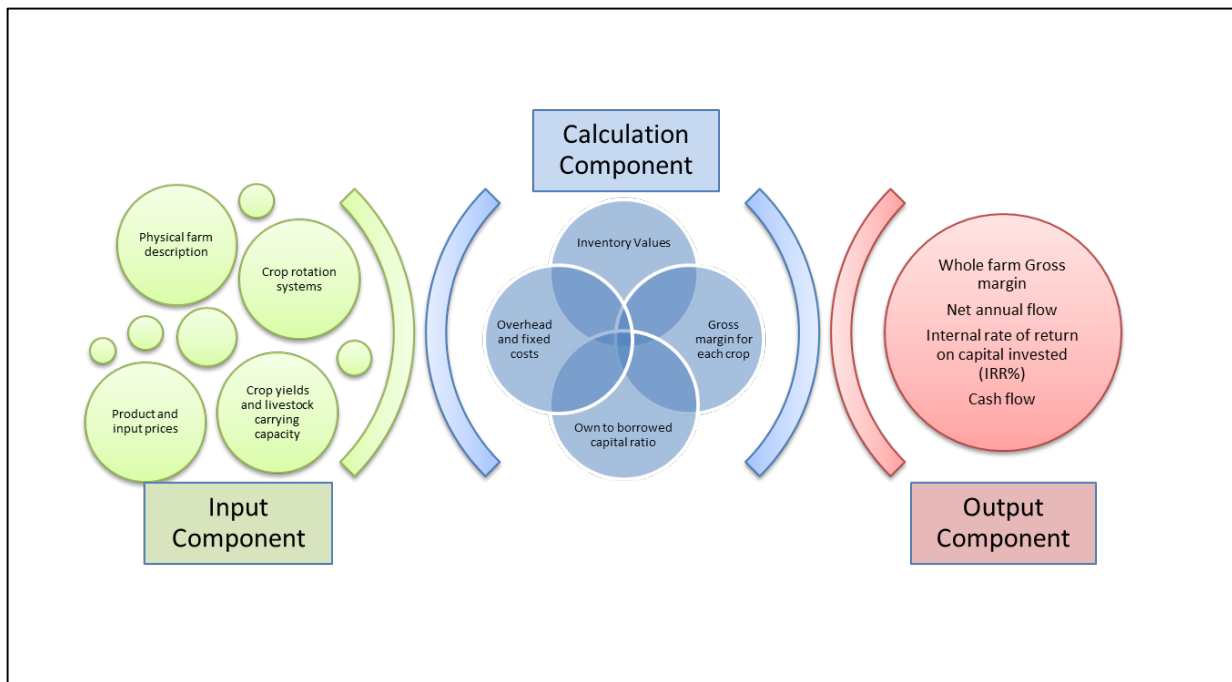 Calculation
Component
Physical farm
description
Crop rotation
systems
Product and
input prices
Crop yields
and livestock
carrying
capacity
Input
Component
Inventory Values
Overhead
and fixed
costs
Gross
margin for
each crop
Own to borrowed
capital ratio
Whole farm Gross
margin
Net annual flow
Internal rate of return
on capital invested
(IRR%)
Cash flow
Output
Component